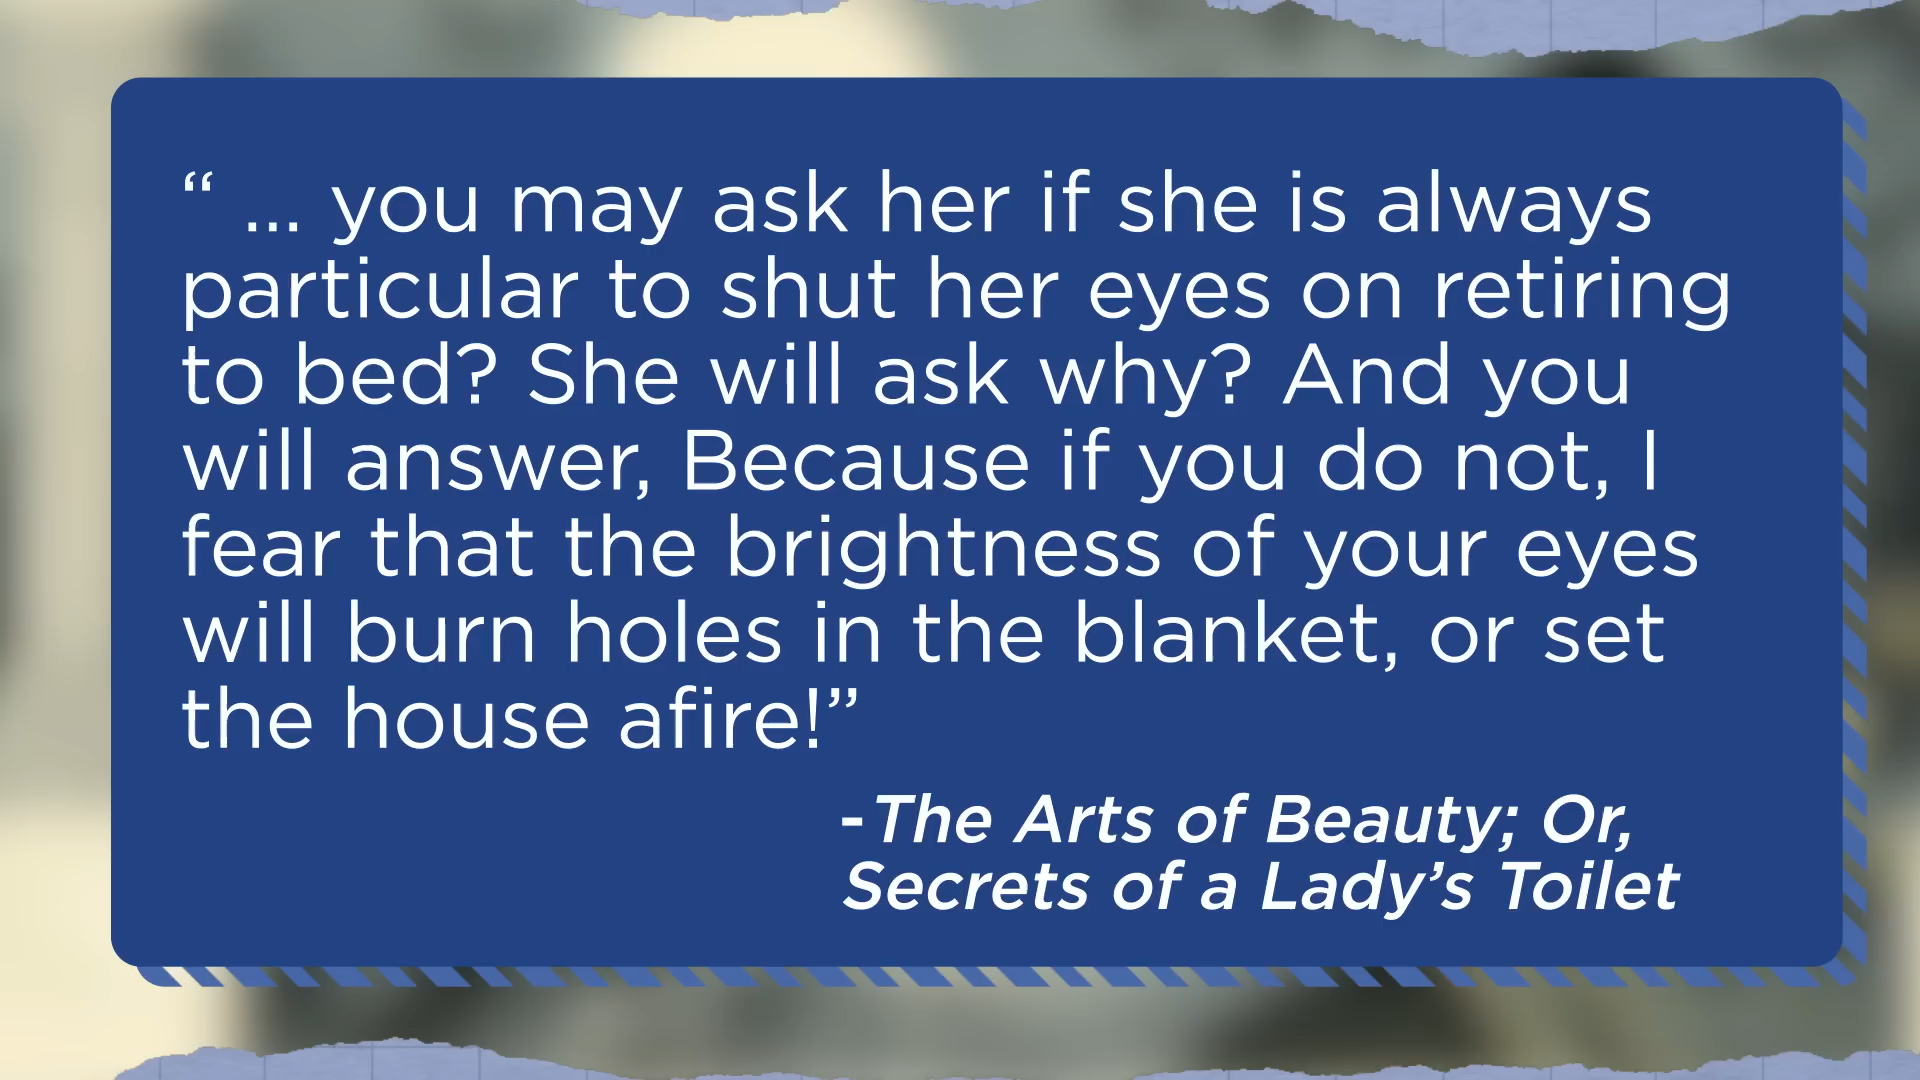 “ ... you may ask her if she is always
particular to shut her eyes on retiring
to bed? She will ask why? And you
will answer, Because if you do not, I
fear that the brightness of your eyes
will burn holes in the blanket, or set
the house afire!”
-The Arts of Beauty; Or,
Secrets of a Lady’s Toilet